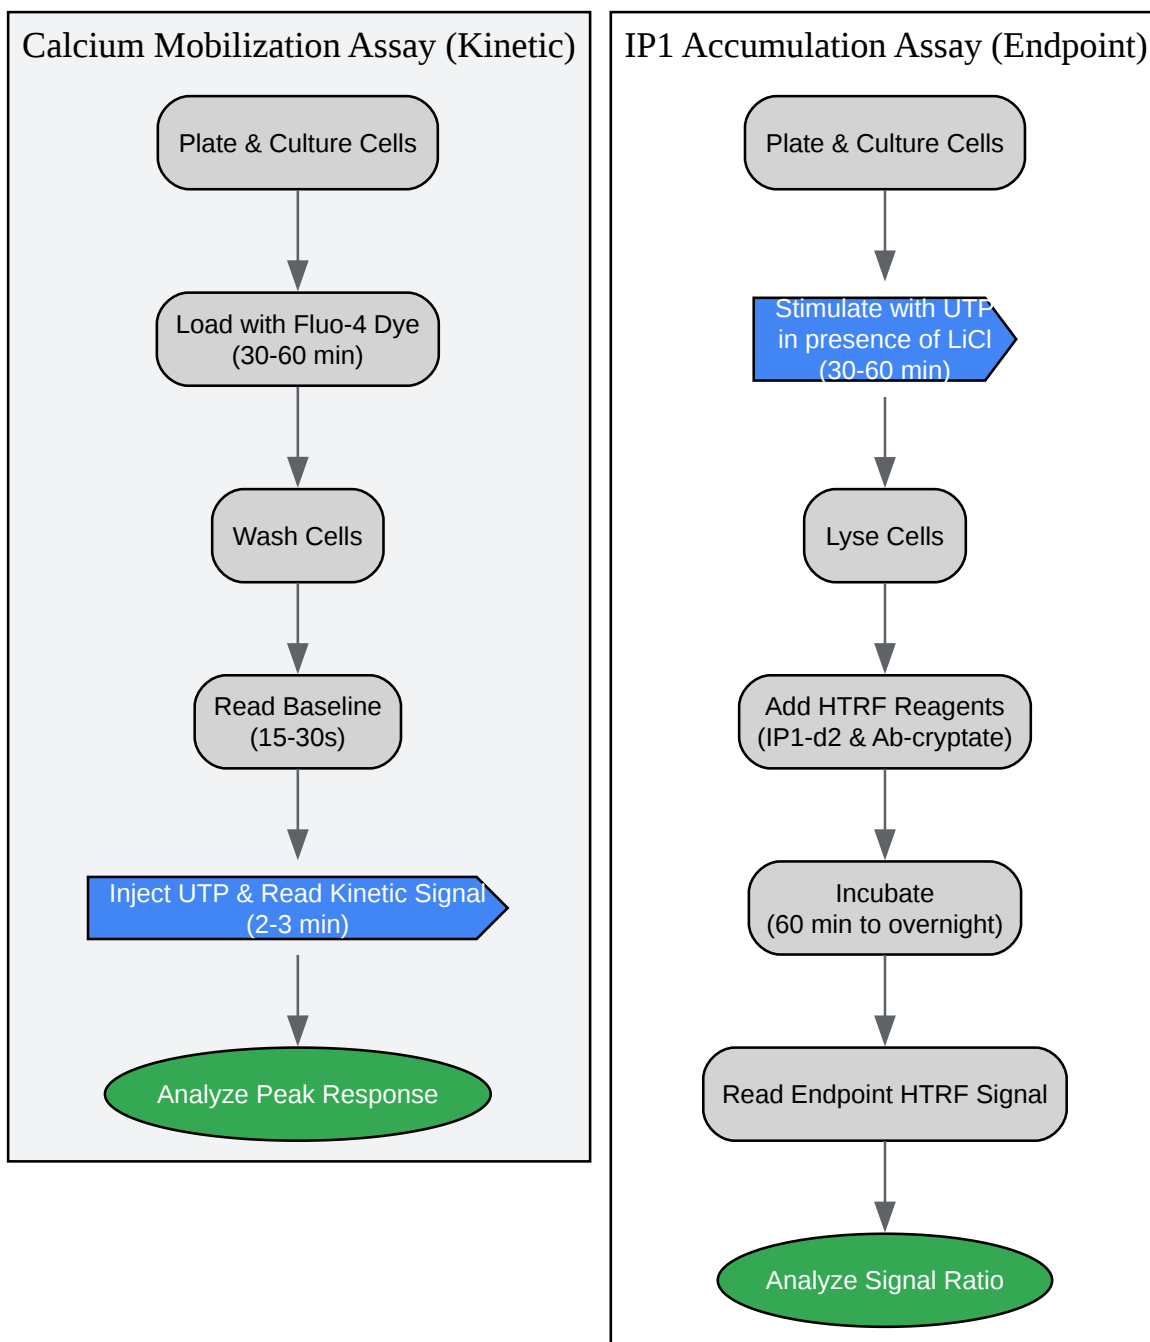 Calcium Mobilization Assay (Kinetic)
Plate & Culture Cells
Load with Fluo-4 Dye
(30-60 min)
Wash Cells
Read Baseline
(15-30s)
Inject UTP & Read Kinetic Signal
(2-3 min)
Analyze Peak Response
IP1 Accumulation Assay (Endpoint)
Plate & Culture Cells
Stimulate with UTP
in presence of LiCl
(30-60 min)
Lyse Cells
Add HTRF Reagents
(IP1-d2 & Ab-cryptate)
Incubate
(60 min to overnight)
Read Endpoint HTRF Signal
Analyze Signal Ratio